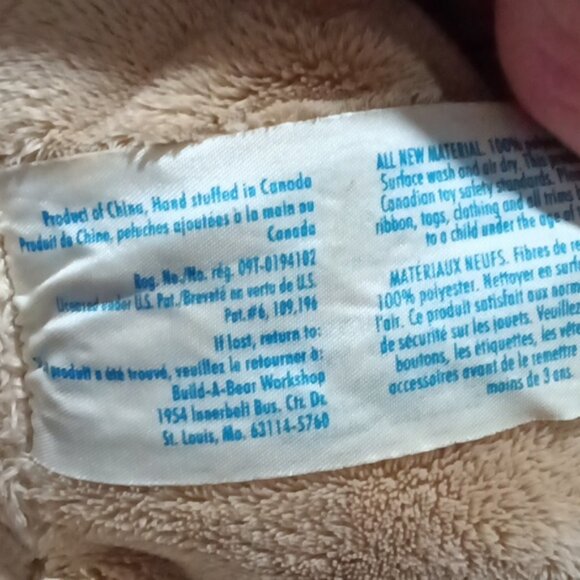 Product of China, Hand stuffed in Canada
Produit de Chine, peluches ajoutées à la main au
Canada
Reg. No./No. rég. 09T-0194102
Licensed under U.S. Pat./Breveté en vertu de U.S.
Pat.#6, 109,196
If lost, return to:
produit a été trouvé, veuillez le retourner à:
Build-A-Bear Workshop
1954 Innerbelt Bus. Ctr. Dr.
St. Louis, Mo. 63114-5760
ALL NEW MATERIAL 100%
Surface wash and air dry. This
Canadian toy safety standards.
ribbon, tags, clothing and all trims
to a child under the age of
MATERIAUX NEUFS. Fibres de
100% polyester. Nettoyer en
l'air. Ce produit satisfait aux
de sécurité sur les jouets.
boutons, les étiquettes, les
accessoires avant de le remettre
moins de 3 ans.